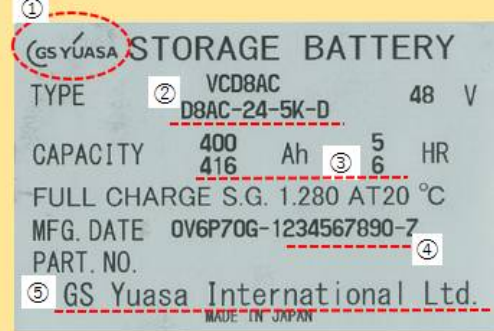 ①
GS YUASA STORAGE BATTERY
TYPE ② VCD8AC 48 V
D8AC-24-5K-D
CAPACITY 400 Ah 5 HR
416 ③ 6
FULL CHARGE S.G. 1.280 AT20 °C
MFG. DATE 0V6P70G-1234567890-Z
④
PART. NO.
⑤ GS Yuasa International Ltd.
MADE IN JAPAN